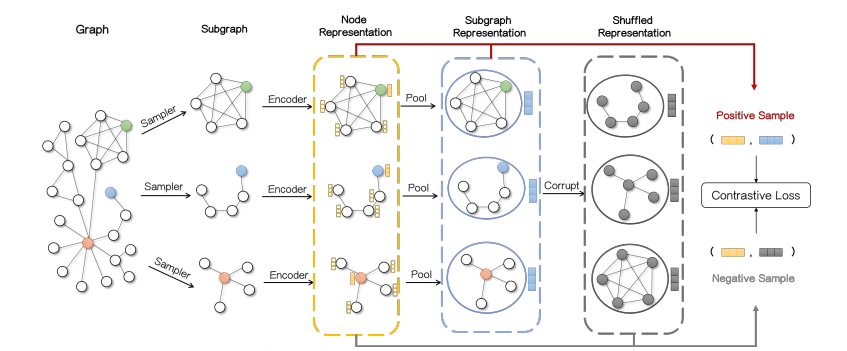 Graph
Subgraph
Node
Representation
Subgraph
Representation
Shuffled
Representation
Sampler
Encoder
Pool
Positive Sample
( , )
Sampler
Encoder
Pool
Corrupt
Contrastive Loss
Sampler
Encoder
Pool
( , )
Negative Sample